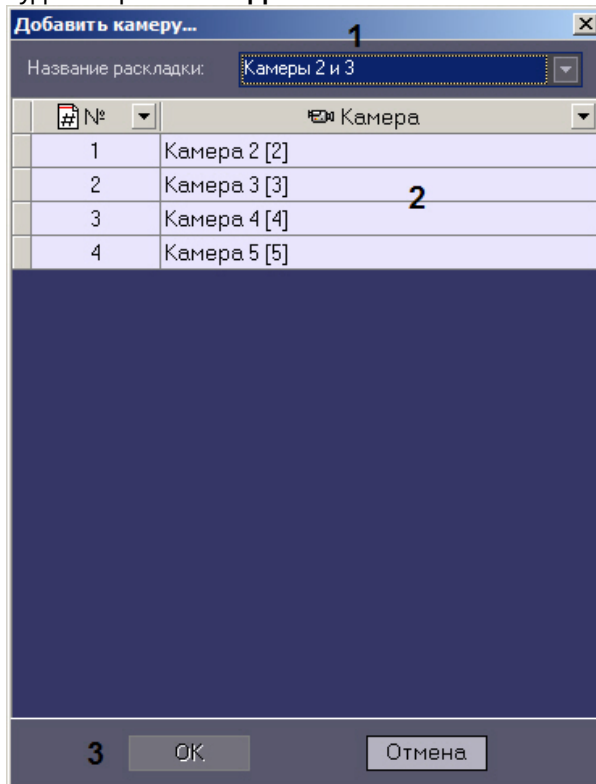 Добавить камеру...
1
Название раскладки: Камеры 2 и 3
№ Камера
1 Камера 2 [2]
2 Камера 3 [3]
2
3 Камера 4 [4]
4 Камера 5 [5]
3 OK Отмена